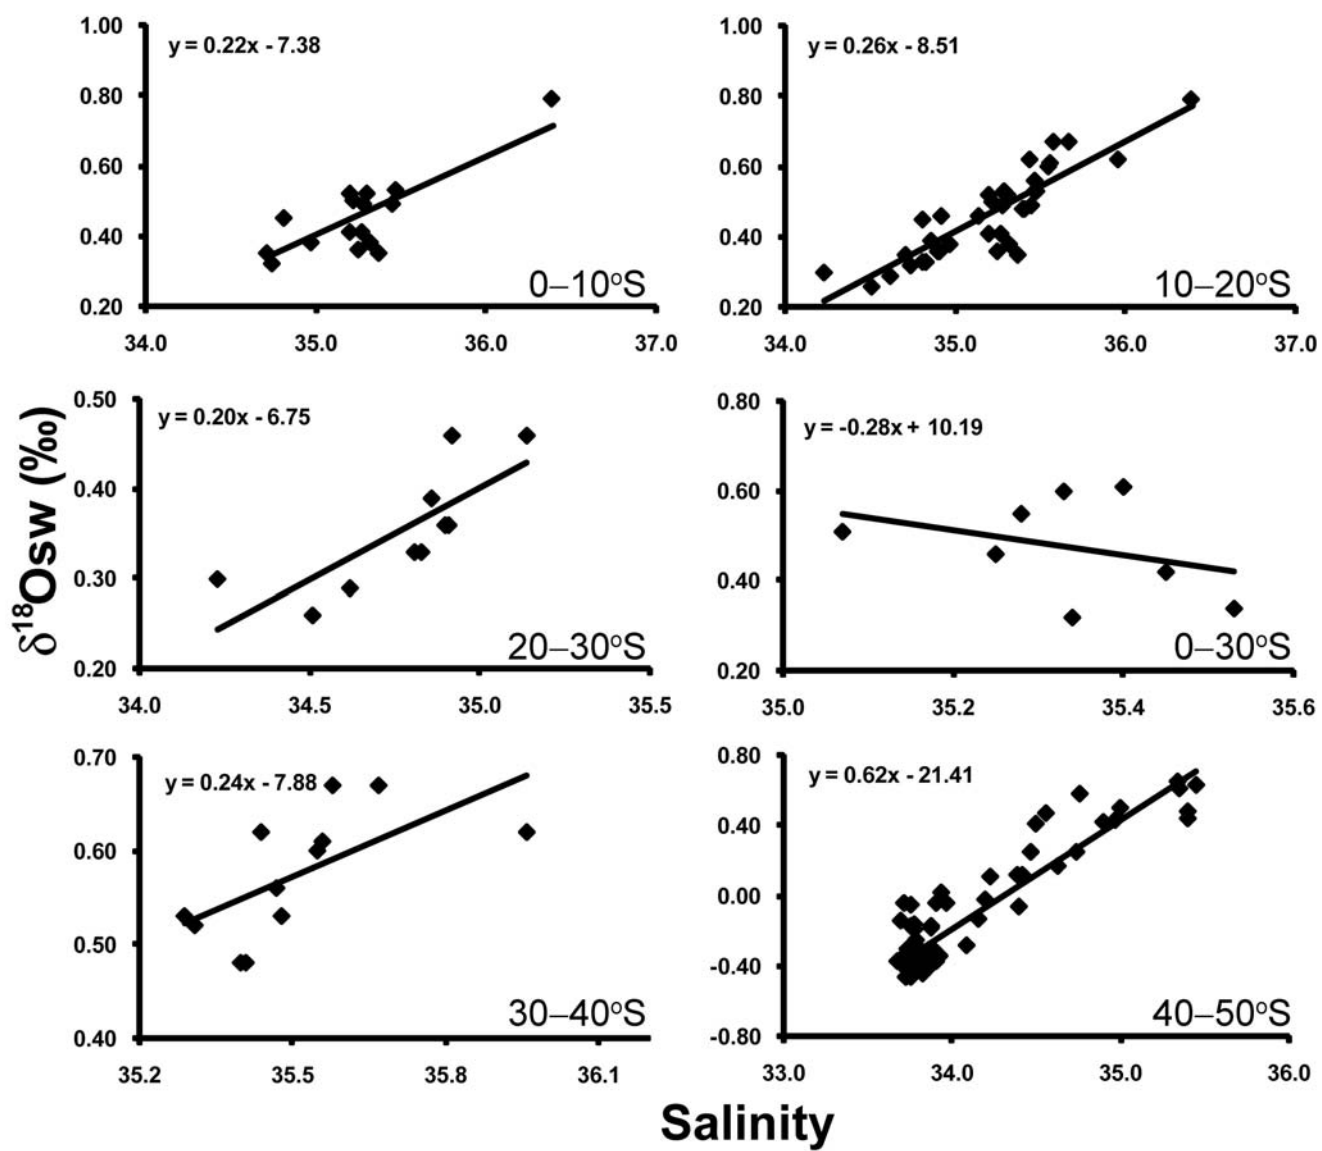 1.00
y = 0.22x - 7.38
0.80
0.60
0.40
0.20
0–10°S
34.0 35.0 36.0 37.0
1.00
y = 0.26x - 8.51
0.80
0.60
0.40
0.20
10–20°S
34.0 35.0 36.0 37.0
δ18Osw (‰)
0.50
y = 0.20x - 6.75
0.40
0.30
0.20
20–30°S
34.0 34.5 35.0 35.5
0.80
y = -0.28x + 10.19
0.60
0.40
0.20
0–30°S
35.0 35.2 35.4 35.6
0.70
y = 0.24x - 7.88
0.60
0.50
0.40
30–40°S
35.2 35.5 35.8 36.1
0.80
y = 0.62x - 21.41
0.40
0.00
-0.40
-0.80
40–50°S
33.0 34.0 35.0 36.0
Salinity